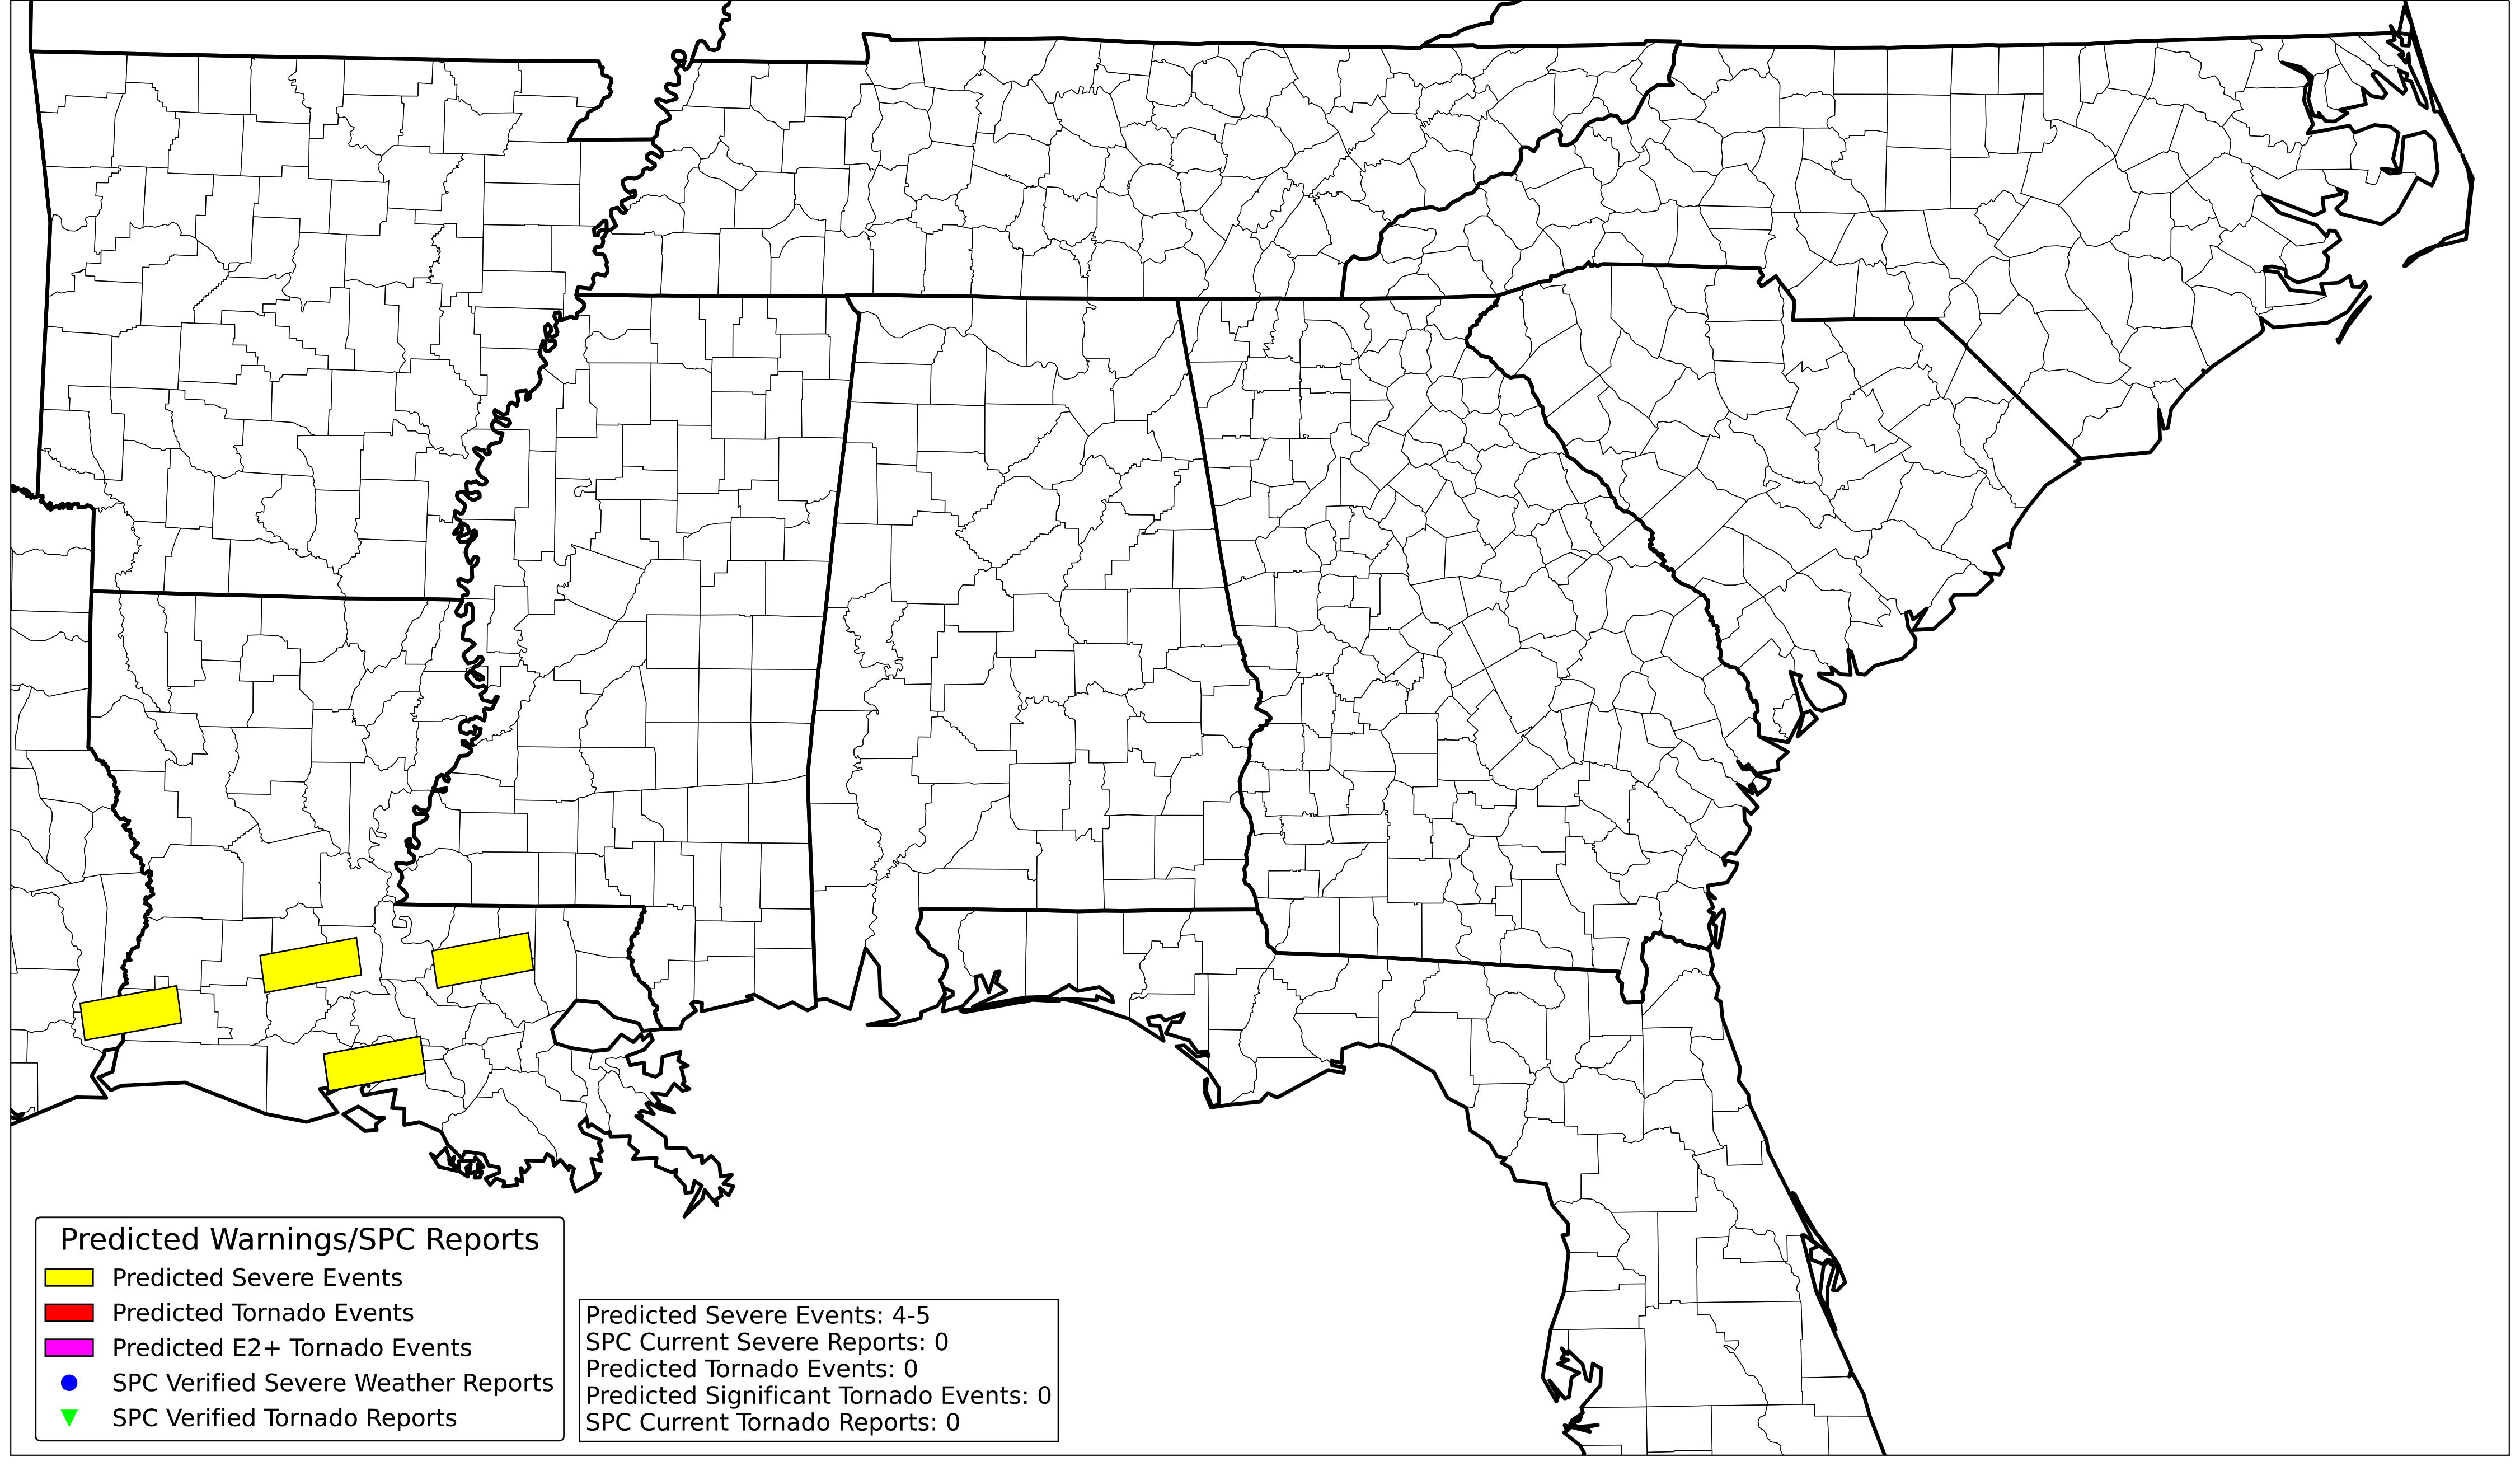 Predicted Warnings/SPC Reports
Predicted Severe Events
Predicted Tornado Events
Predicted E2+ Tornado Events
SPC Verified Severe Weather Reports
SPC Verified Tornado Reports
Predicted Severe Events: 4-5
SPC Current Severe Reports: 0
Predicted Tornado Events: 0
Predicted Significant Tornado Events: 0
SPC Current Tornado Reports: 0